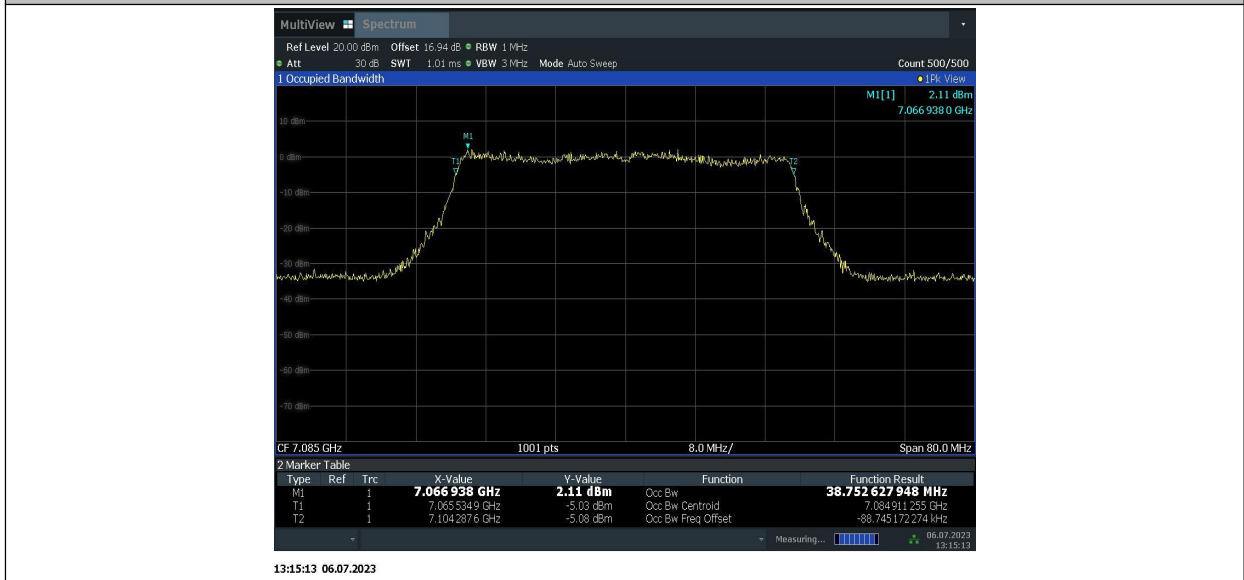 MultiView Spectrum
Ref Level 20.00 dBm Offset 16.94 dB RBW 1 MHz
Att 30 dB SWT 1.01 ms VBW 3 MHz Mode Auto Sweep Count 500/500
1 Occupied Bandwidth 1Pk View
M1[1] 2.11 dBm
7.066 938 0 GHz
10 dBm
M1
0 dBm
T1 T2
-10 dBm
-20 dBm
-30 dBm
-40 dBm
-50 dBm
-60 dBm
-70 dBm
CF 7.085 GHz 1001 pts 8.0 MHz/ Span 80.0 MHz
2 Marker Table
Type Ref Trc X-Value Y-Value Function Function Result
M1 1 7.066 938 GHz 2.11 dBm Occ Bw 38.752 627 948 MHz
T1 1 7.065 534 9 GHz -5.03 dBm Occ Bw Centroid 7.084 911 255 GHz
T2 1 7.104 287 6 GHz -5.08 dBm Occ Bw Freq Offset -88.745 172 274 kHz
Measuring... 06.07.2023
13:15:13
13:15:13 06.07.2023